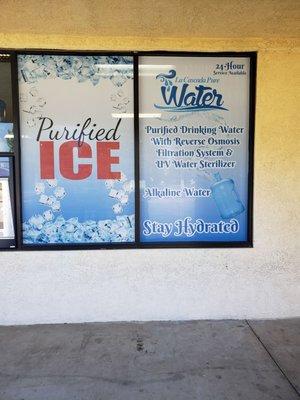 Purified
ICE
24-Hour
Service Available
La Cascada Pure
Water
Purified Drinking Water
With Reverse Osmosis
Filtration System &
UV Water Sterilizer
Alkaline Water
Stay Hydrated